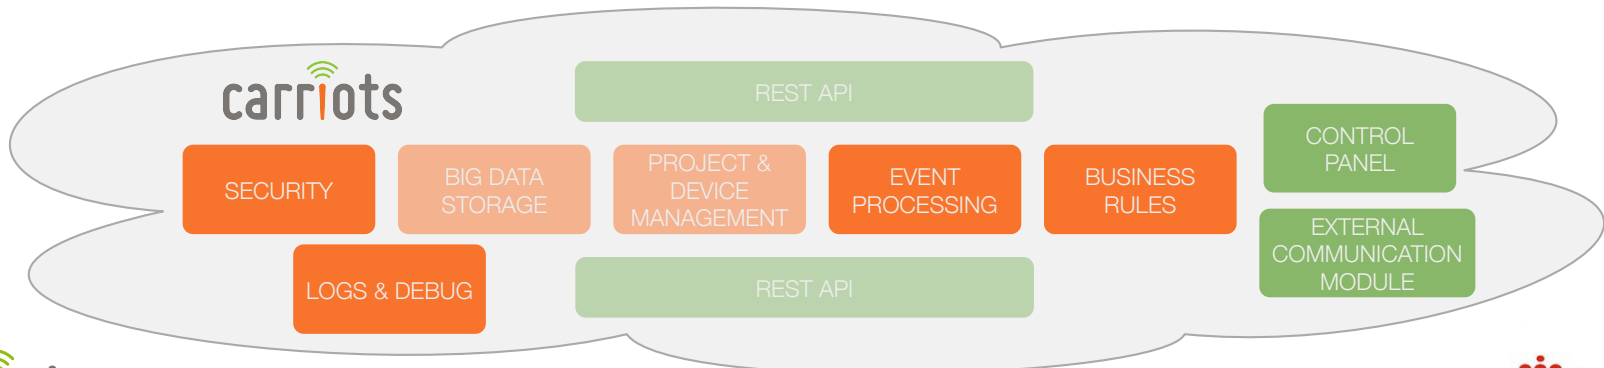 carriots
REST API
SECURITY
BIG DATA
STORAGE
PROJECT &
DEVICE
MANAGEMENT
EVENT
PROCESSING
BUSINESS
RULES
CONTROL
PANEL
EXTERNAL
COMMUNICATION
MODULE
LOGS & DEBUG
REST API